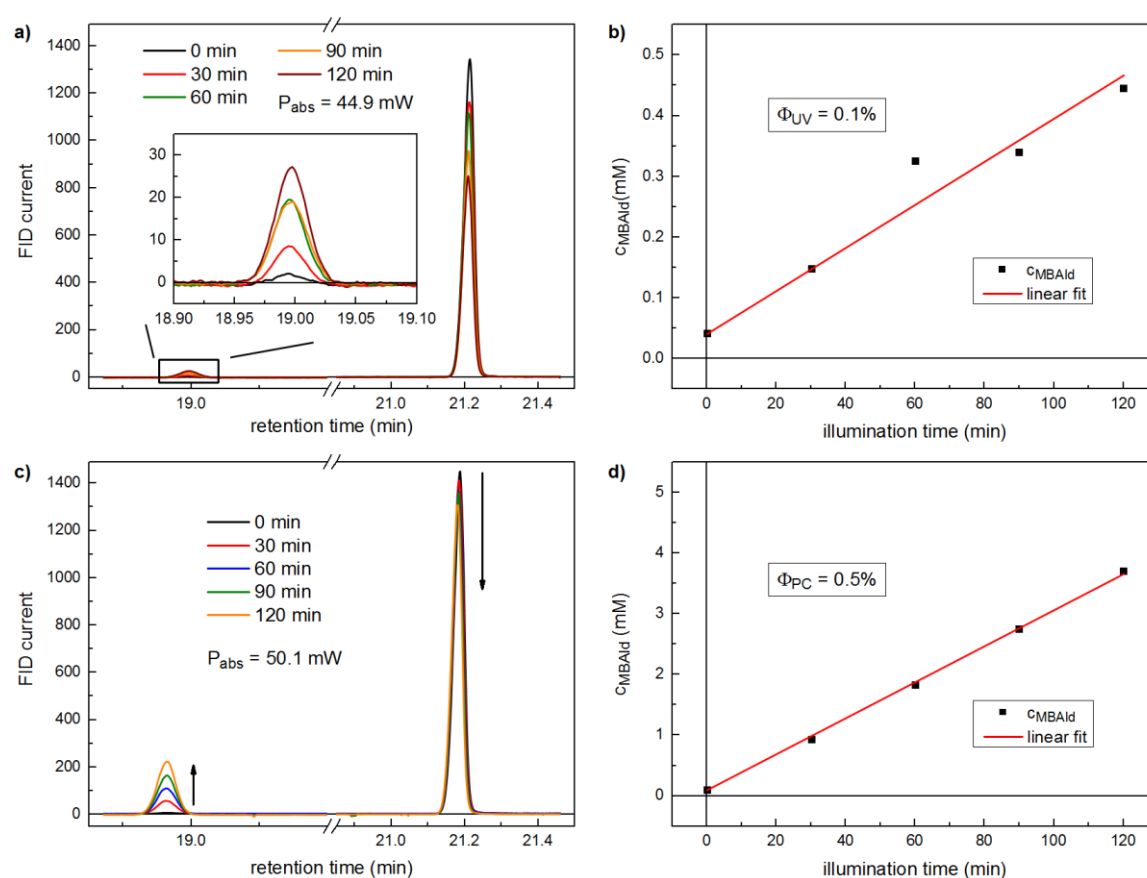 a)
0 min
30 min
60 min
90 min
120 min
P_abs = 44.9 mW
FID current
1400
1200
1000
800
600
400
200
0
30
20
10
0
18.90 18.95 19.00 19.05 19.10
19.0 21.0 21.2 21.4
retention time (min)
b)
Φ_UV = 0.1%
c_MBAld (mM)
0.5
0.4
0.3
0.2
0.1
0.0
c_MBAld
linear fit
0 20 40 60 80 100 120
illumination time (min)
c)
0 min
30 min
60 min
90 min
120 min
P_abs = 50.1 mW
FID current
1400
1200
1000
800
600
400
200
0
19.0 21.0 21.2 21.4
retention time (min)
d)
Φ_PC = 0.5%
c_MBAld (mM)
5
4
3
2
1
0
c_MBAld
linear fit
0 20 40 60 80 100 120
illumination time (min)